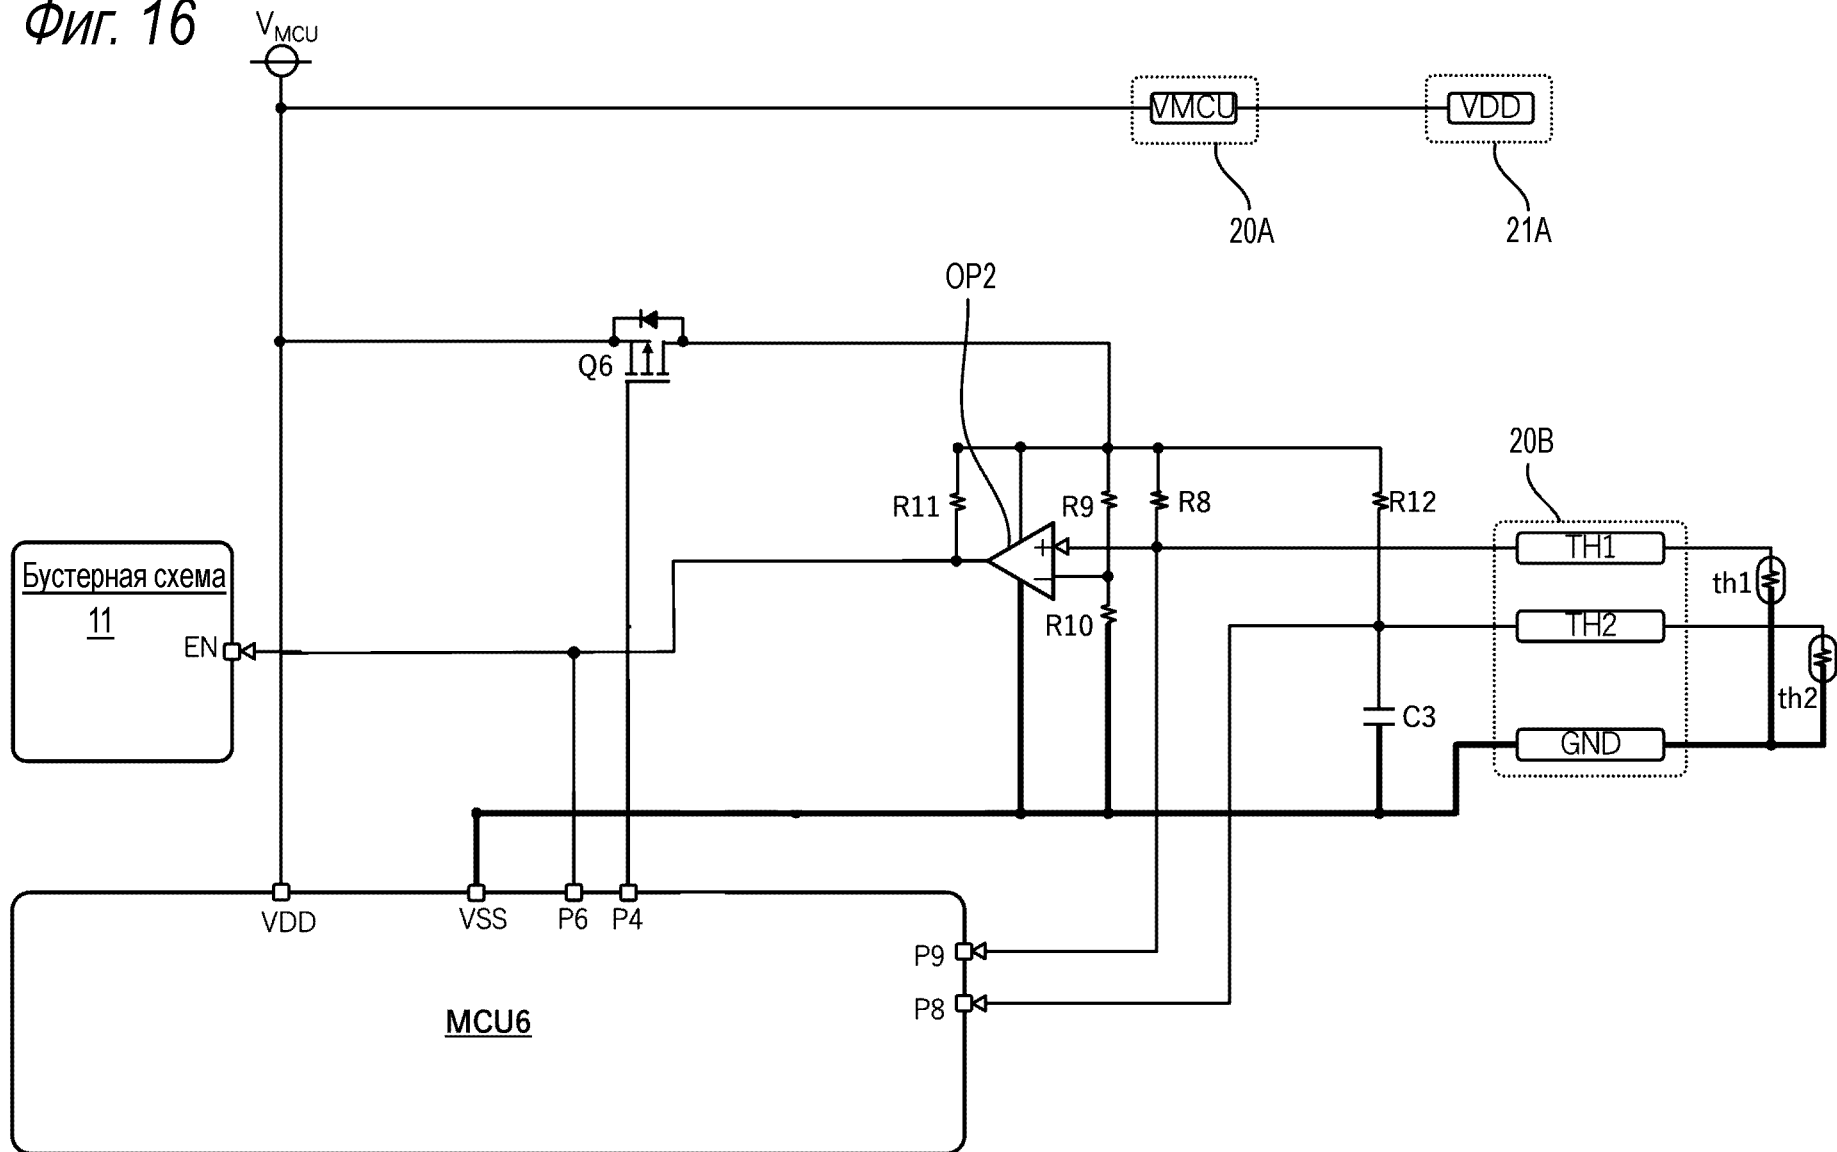 Фиг. 16
VMCU
VMCU
VDD
20A
21A
OP2
Q6
20B
R11
R9
R8
R12
+
TH1
Бустерная схема
11
th1
−
R10
TH2
EN
th2
C3
GND
VDD
VSS
P6
P4
P9
P8
MCU6